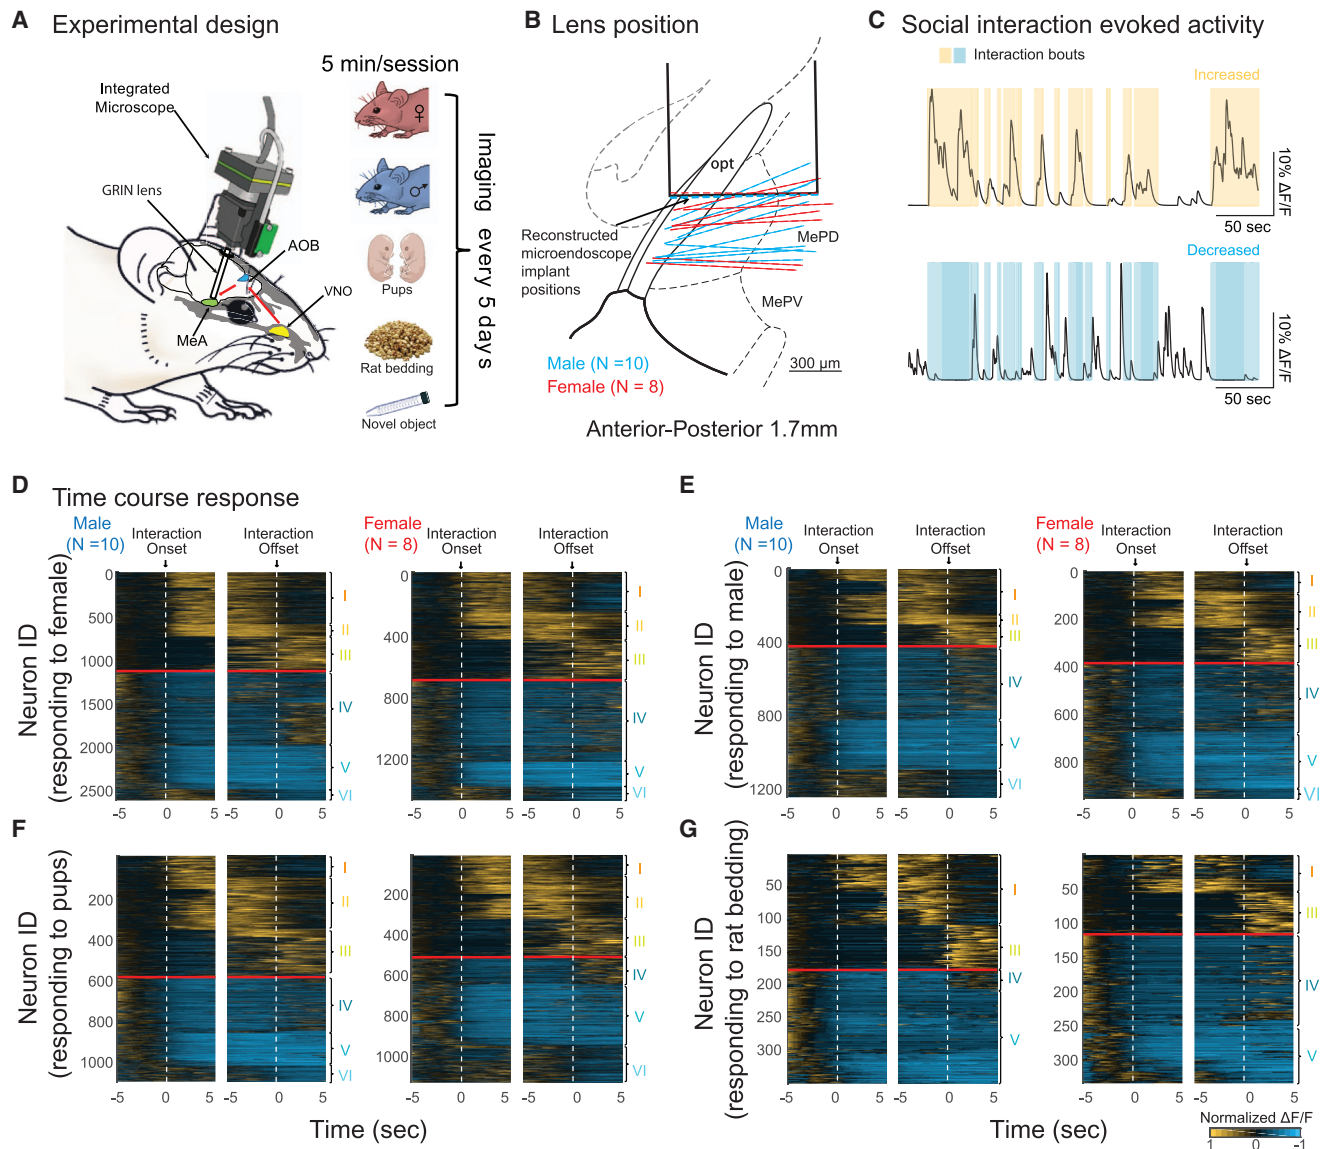 A Experimental design
5 min/session
Integrated
Microscope
GRIN lens
AOB
VNO
MeA
♀
♂
Pups
Rat bedding
Novel object
Imaging every 5 days
B Lens position
opt
Reconstructed
microendoscope
implant
positions
MePD
MePV
Male (N =10)
Female (N = 8)
300 µm
Anterior-Posterior 1.7mm
C Social interaction evoked activity
Interaction bouts
Increased
10% ΔF/F
50 sec
Decreased
10% ΔF/F
50 sec
D Time course response
Male
(N =10)
Interaction
Onset
Interaction
Offset
Female
(N = 8)
Interaction
Onset
Interaction
Offset
Neuron ID
(responding to female)
0
500
1000
1500
2000
2500
I
II
III
IV
V
VI
-5 0 5 -5 0 5
0
400
800
1200
I
II
III
IV
V
VI
-5 0 5 -5 0 5
E
Male
(N =10)
Interaction
Onset
Interaction
Offset
Female
(N = 8)
Interaction
Onset
Interaction
Offset
Neuron ID
(responding to male)
0
400
800
1200
I
II
III
IV
V
VI
-5 0 5 -5 0 5
0
200
400
600
800
I
II
III
IV
V
VI
-5 0 5 -5 0 5
F
Neuron ID
(responding to pups)
200
400
600
800
1000
I
II
III
IV
V
VI
-5 0 5 -5 0 5
200
400
600
800
1000
I
II
III
IV
V
VI
-5 0 5 -5 0 5
Time (sec)
G
Neuron ID
(responding to rat bedding)
50
100
150
200
250
300
I
III
IV
V
-5 0 5 -5 0 5
50
100
150
200
250
300
I
III
IV
V
-5 0 5 -5 0 5
Time (sec)
Normalized ΔF/F
1 0 -1